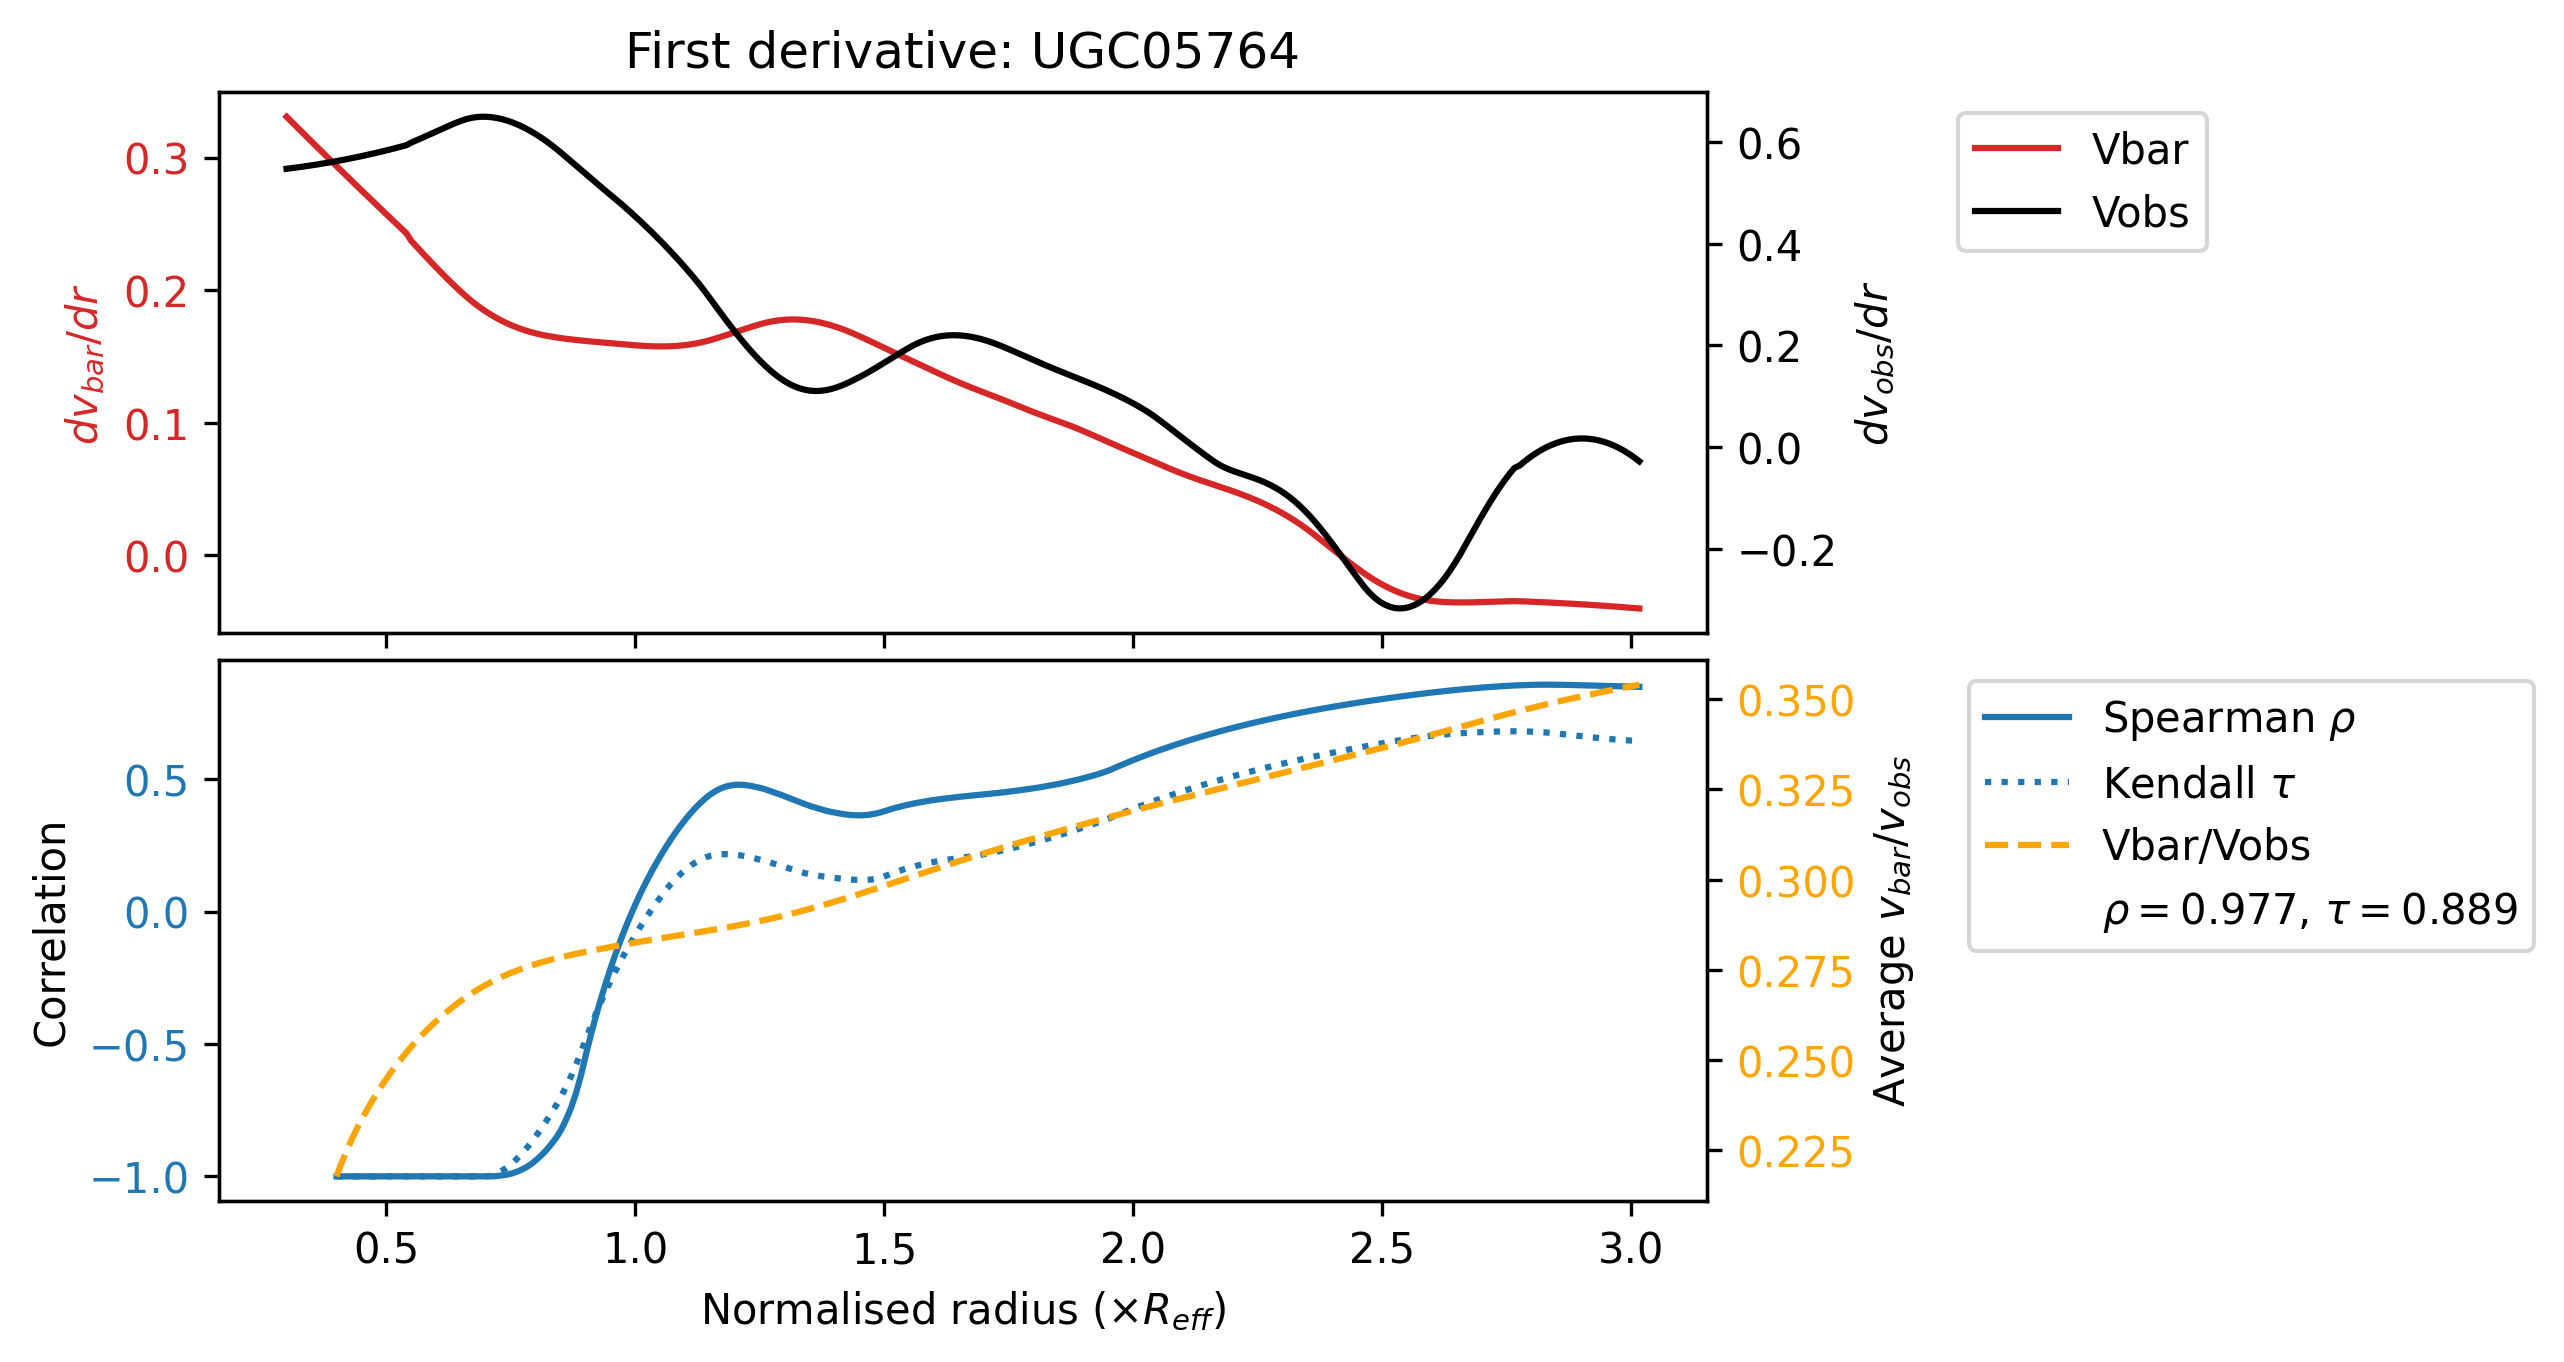 First derivative: UGC05764
0.3
0.2
0.1
0.0
dv_bar/dr
0.6
0.4
0.2
0.0
−0.2
dv_obs/dr
Vbar
Vobs
0.5
0.0
−0.5
−1.0
Correlation
0.350
0.325
0.300
0.275
0.250
0.225
Average v_bar/v_obs
Spearman ρ
Kendall τ
Vbar/Vobs
ρ = 0.977, τ = 0.889
0.5 1.0 1.5 2.0 2.5 3.0
Normalised radius (×R_eff)